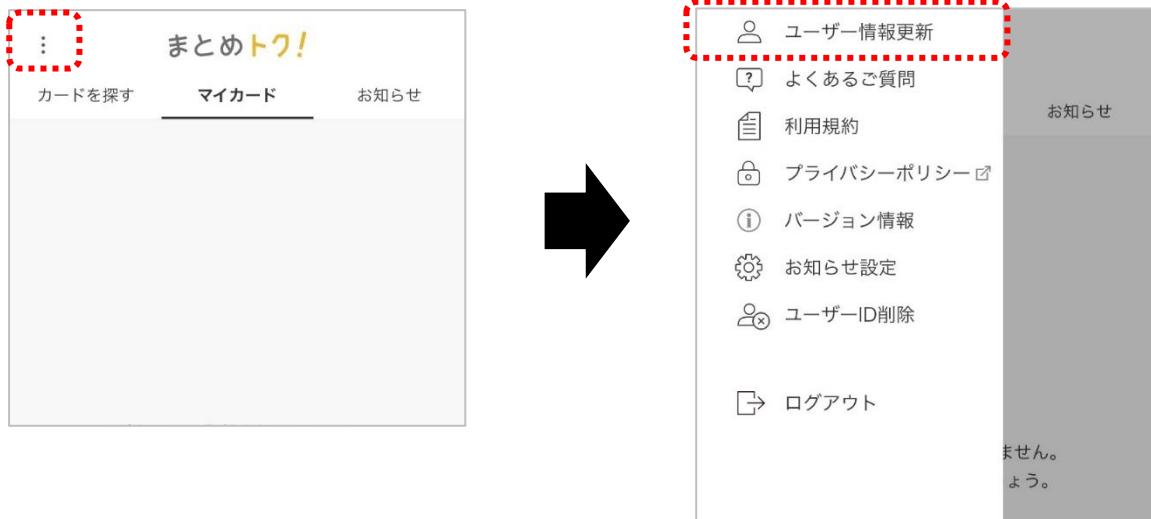 まとめトク!
カードを探す
マイカード
お知らせ
ユーザー情報更新
よくあるご質問
利用規約
プライバシーポリシー
バージョン情報
お知らせ設定
ユーザーID削除
ログアウト
お知らせ
ません。
ょう。